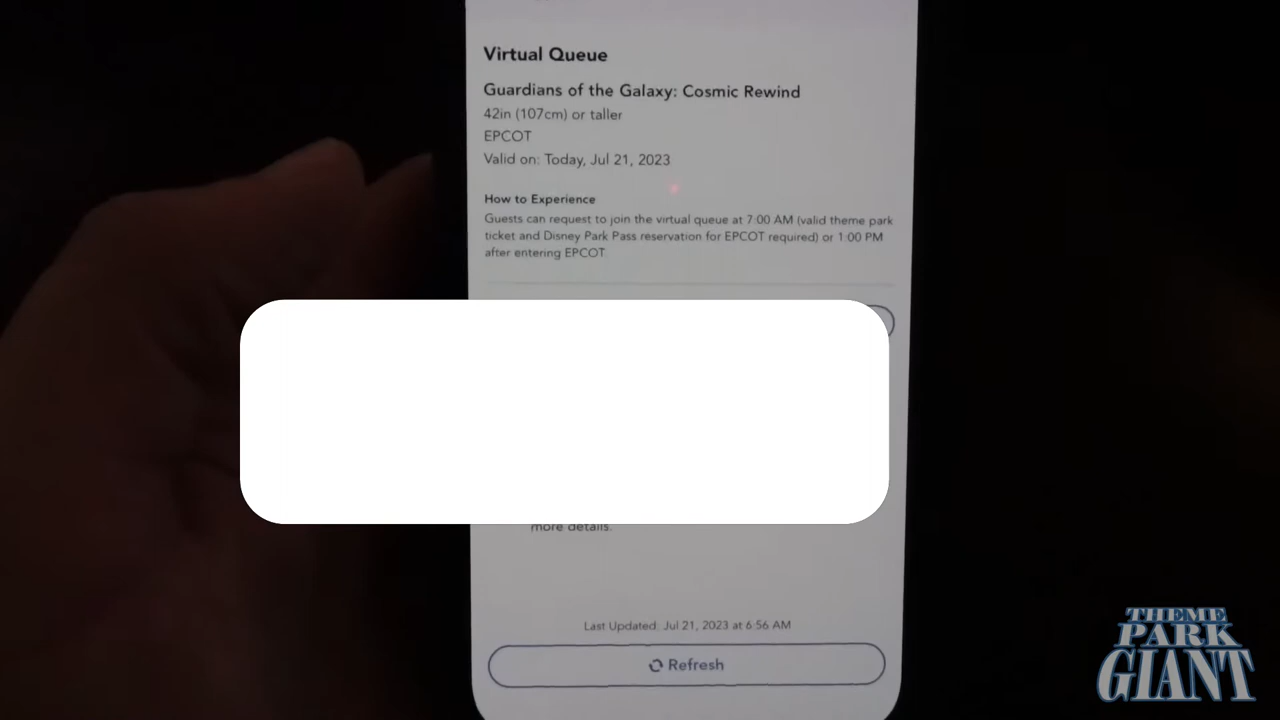 Virtual Queue
Guardians of the Galaxy: Cosmic Rewind
42in (107cm) or taller
EPCOT
Valid on: Today, Jul 21, 2023
How to Experience
Guests can request to join the virtual queue at 7:00 AM (valid theme park
ticket and Disney Park Pass reservation for EPCOT required) or 1:00 PM
after entering EPCOT
more details.
Last Updated: Jul 21, 2023 at 6:56 AM
Refresh
THEME
PARK
GIANT